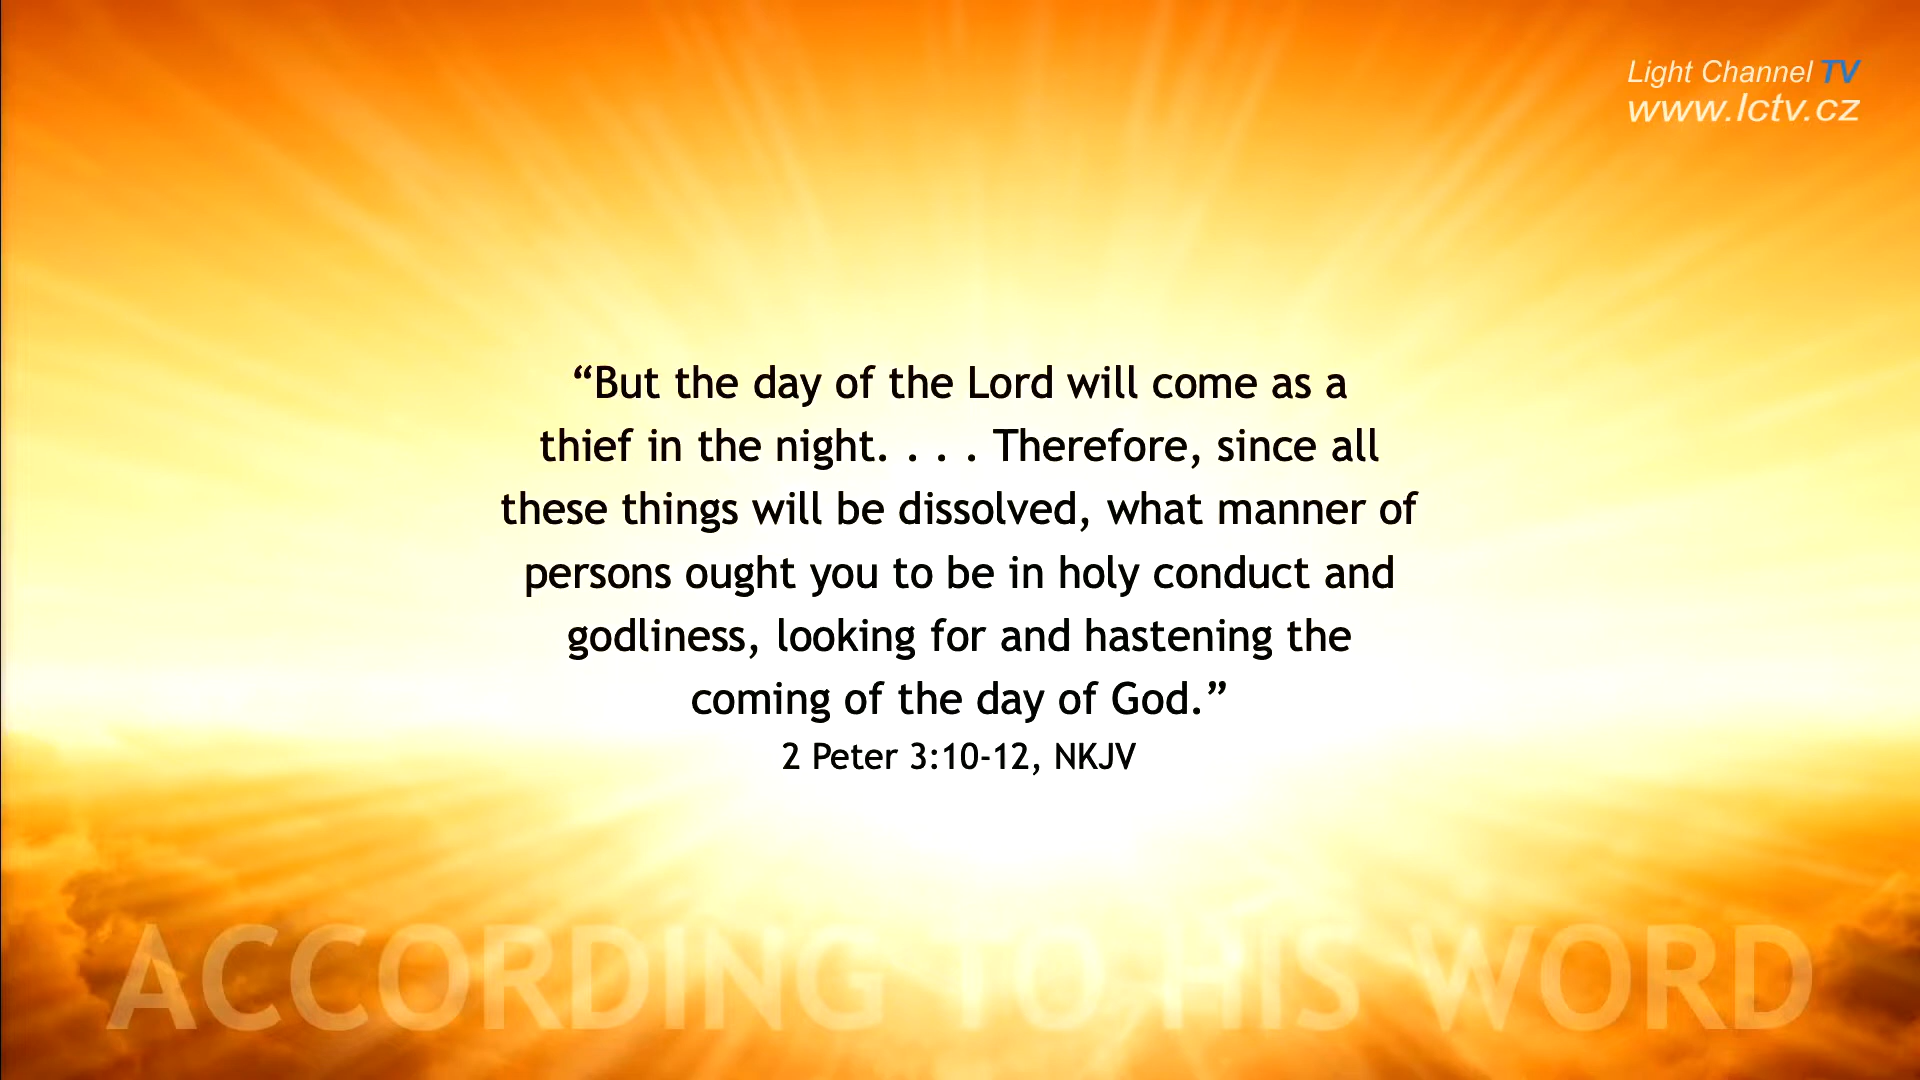 Light Channel TV
www.lctv.cz
“But the day of the Lord will come as a
thief in the night. . . . Therefore, since all
these things will be dissolved, what manner of
persons ought you to be in holy conduct and
godliness, looking for and hastening the
coming of the day of God.”
2 Peter 3:10-12, NKJV
ACCORDING TO HIS WORD